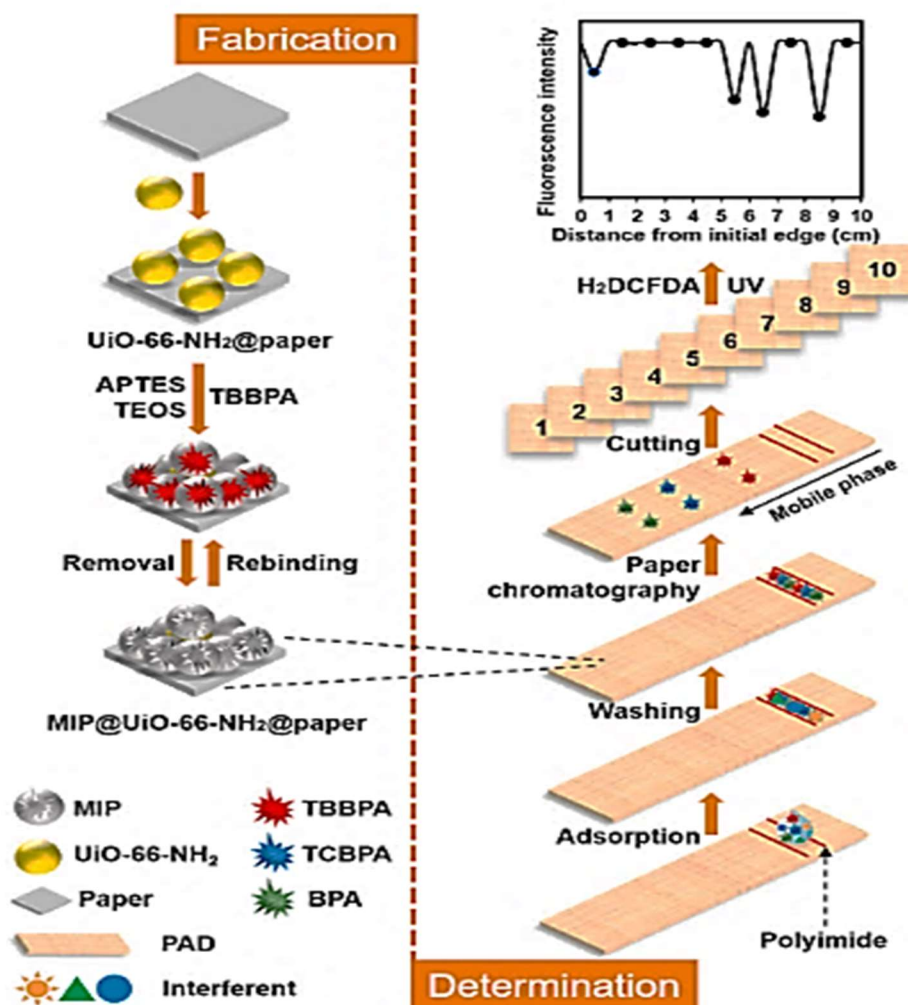 Fabrication
UiO-66-NH₂@paper
APTES
TEOS
TBBPA
Removal
Rebinding
MIP@UiO-66-NH₂@paper
MIP
TBBPA
UiO-66-NH₂
TCBPA
Paper
BPA
PAD
Interferent
Fluorescence intensity
0 1 2 3 4 5 6 7 8 9 10
Distance from initial edge (cm)
H₂DCFDA
UV
1 2 3 4 5 6 7 8 9 10
Cutting
Mobile phase
Paper
chromatography
Washing
Adsorption
Polyimide
Determination